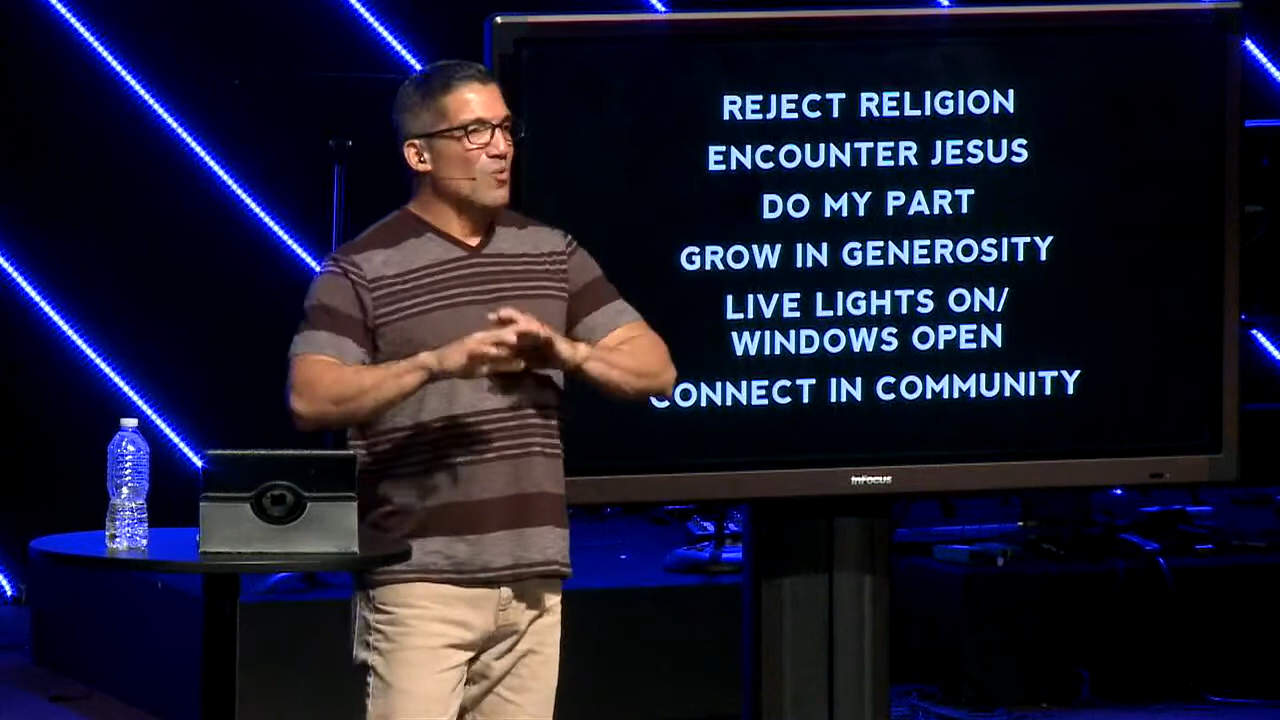 REJECT RELIGION
ENCOUNTER JESUS
DO MY PART
GROW IN GENEROSITY
LIVE LIGHTS ON/
WINDOWS OPEN
CONNECT IN COMMUNITY
InFocus